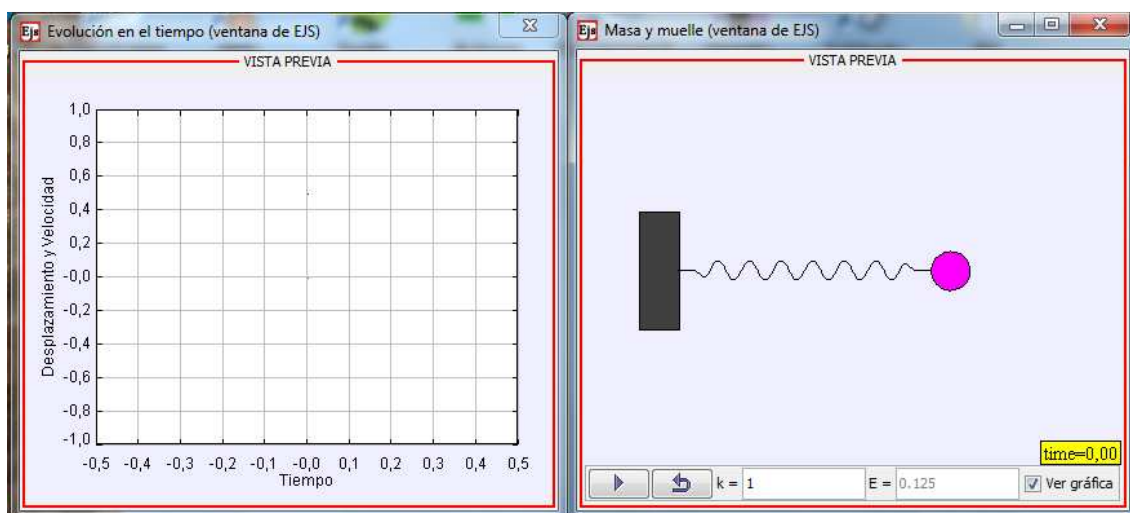 Ejs Evolución en el tiempo (ventana de EJS)
VISTA PREVIA
Desplazamiento y Velocidad
1,0
0,8
0,6
0,4
0,2
-0,0
-0,2
-0,4
-0,6
-0,8
-1,0
-0,5 -0,4 -0,3 -0,2 -0,1 -0,0 0,1 0,2 0,3 0,4 0,5
Tiempo
Ejs Masa y muelle (ventana de EJS)
VISTA PREVIA
time=0,00
k = 1 E = 0.125 Ver gráfica